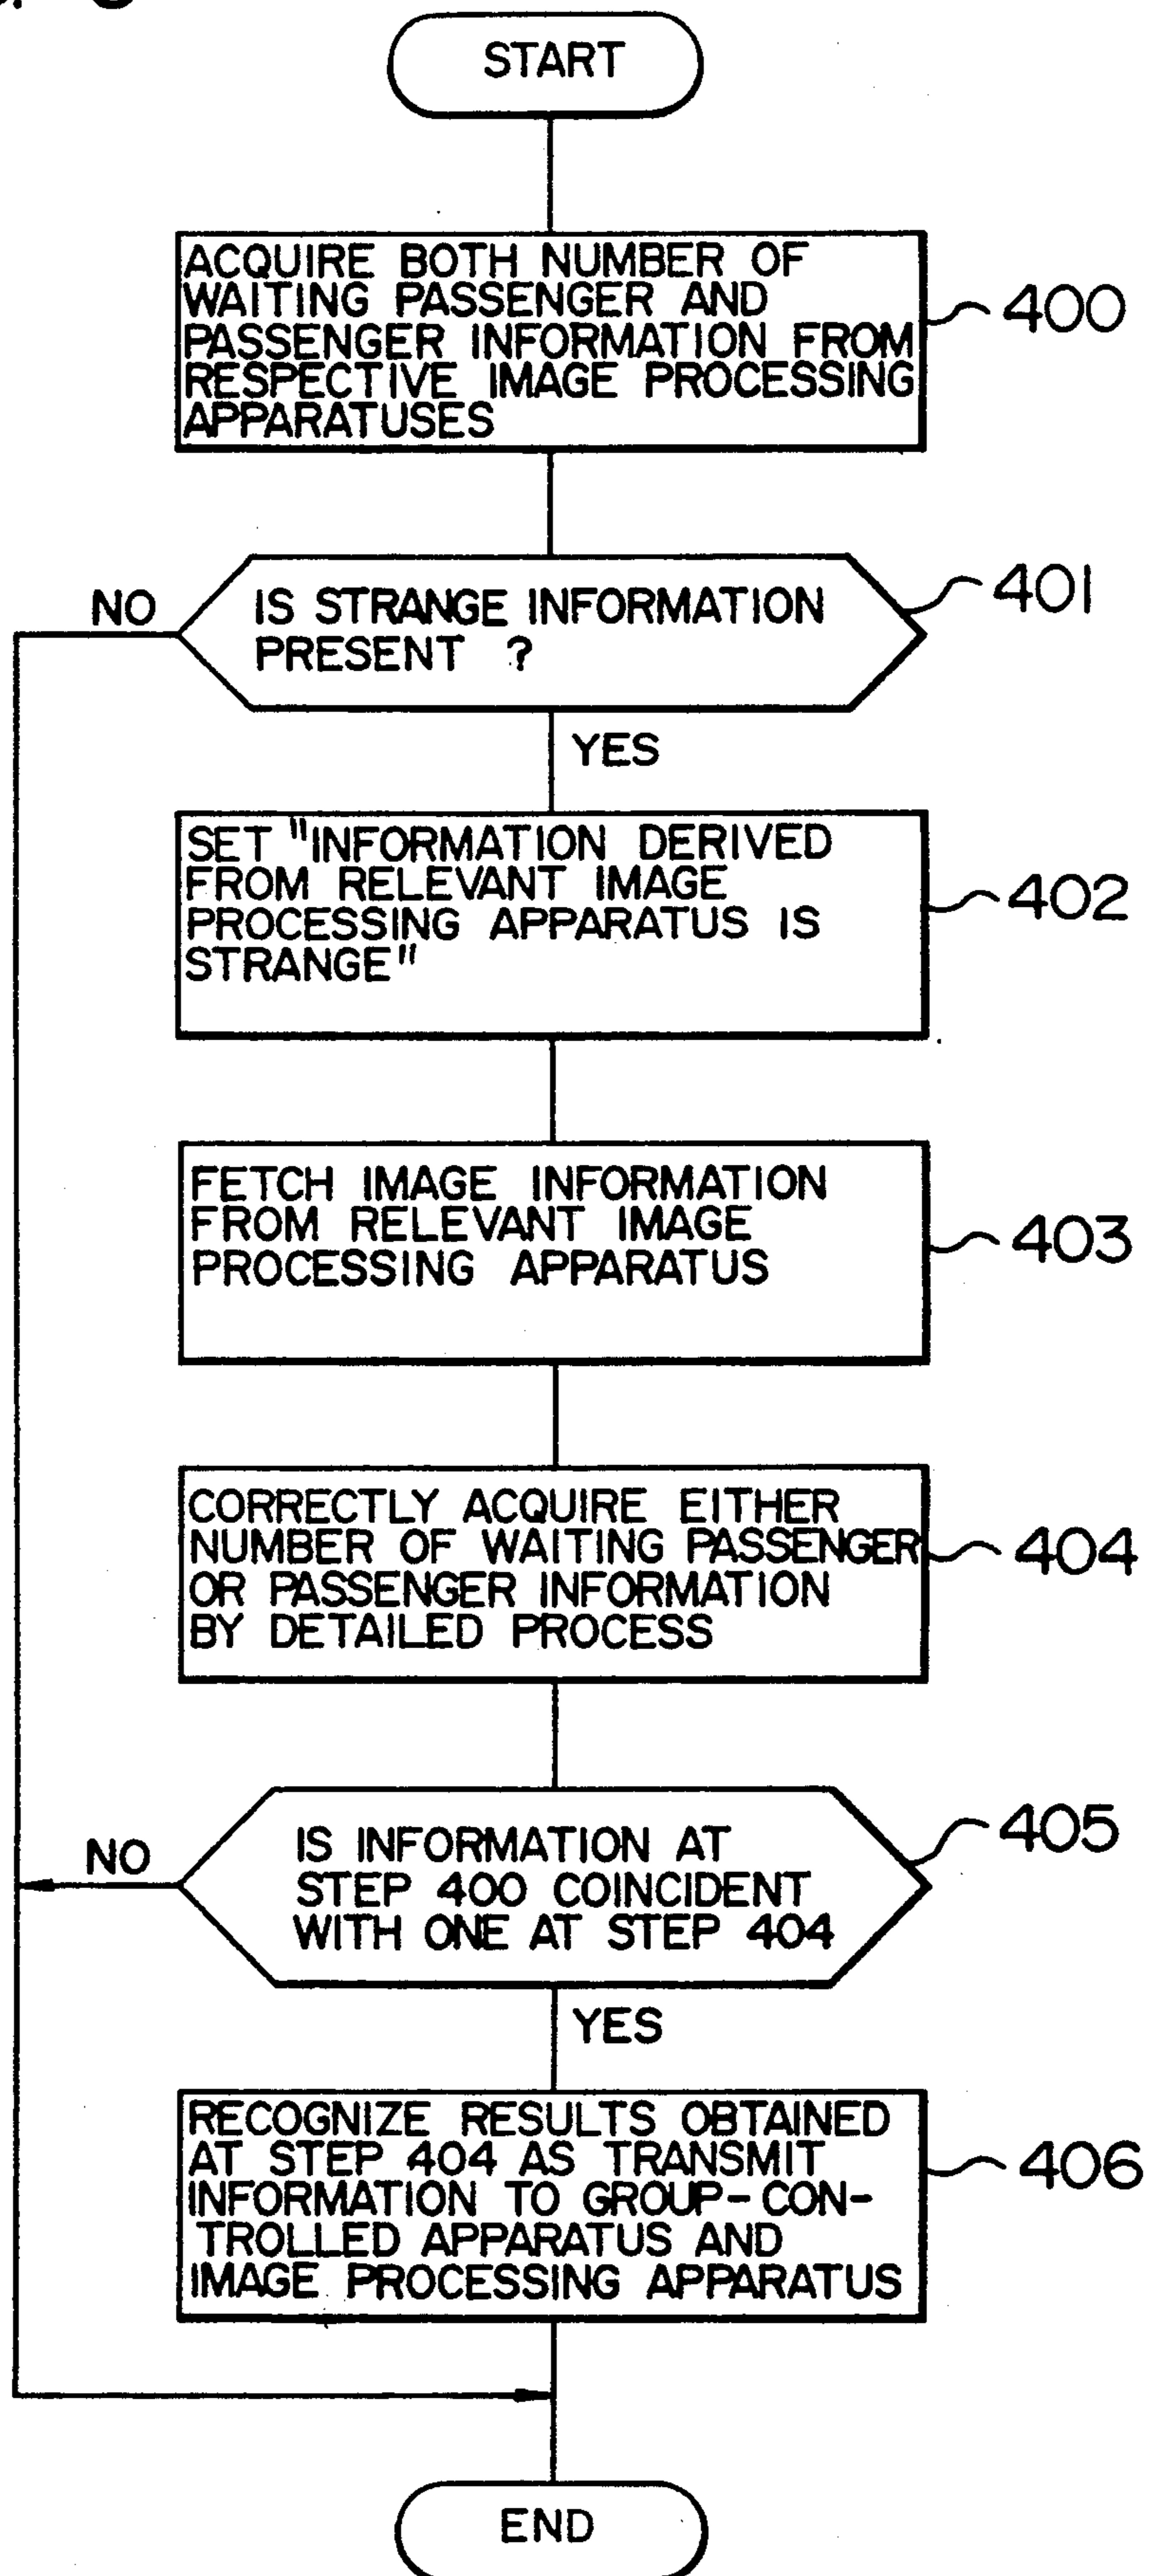 START
ACQUIRE BOTH NUMBER OF
WAITING PASSENGER AND
PASSENGER INFORMATION FROM
RESPECTIVE IMAGE PROCESSING
APPARATUSES
400
IS STRANGE INFORMATION
PRESENT ?
401
NO
YES
SET "INFORMATION DERIVED
FROM RELEVANT IMAGE
PROCESSING APPARATUS IS
STRANGE"
402
FETCH IMAGE INFORMATION
FROM RELEVANT IMAGE
PROCESSING APPARATUS
403
CORRECTLY ACQUIRE EITHER
NUMBER OF WAITING PASSENGER
OR PASSENGER INFORMATION
BY DETAILED PROCESS
404
IS INFORMATION AT
STEP 400 COINCIDENT
WITH ONE AT STEP 404
405
NO
YES
RECOGNIZE RESULTS OBTAINED
AT STEP 404 AS TRANSMIT
INFORMATION TO GROUP-CON-
TROLLED APPARATUS AND
IMAGE PROCESSING APPARATUS
406
END